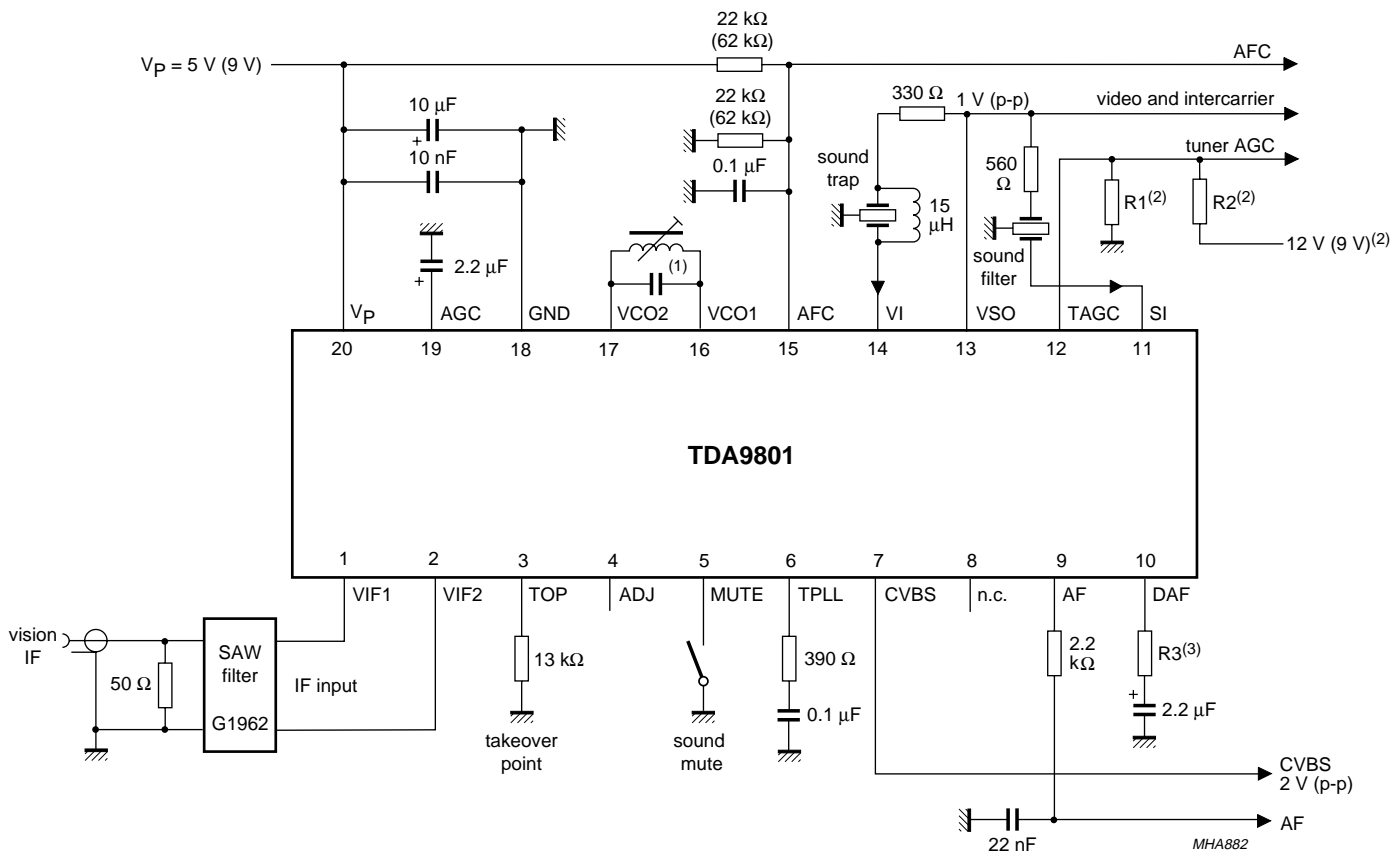 22 kΩ
(62 kΩ)
VP = 5 V (9 V)
AFC
10 μF
+
10 nF
22 kΩ
(62 kΩ)
0.1 μF
330 Ω
1 V (p-p)
video and intercarrier
tuner AGC
sound
trap
15
μH
560
Ω
R1(2)
R2(2)
12 V (9 V)(2)
sound
filter
2.2 μF
+
(1)
VP
AGC
GND
VCO2
VCO1
AFC
VI
VSO
TAGC
SI
20
19
18
17
16
15
14
13
12
11
TDA9801
1
2
3
4
5
6
7
8
9
10
VIF1
VIF2
TOP
ADJ
MUTE
TPLL
CVBS
n.c.
AF
DAF
vision
IF
50 Ω
SAW
filter
G1962
IF input
13 kΩ
takeover
point
sound
mute
390 Ω
0.1 μF
2.2
kΩ
R3(3)
+
2.2 μF
CVBS
2 V (p-p)
22 nF
AF
MHA882